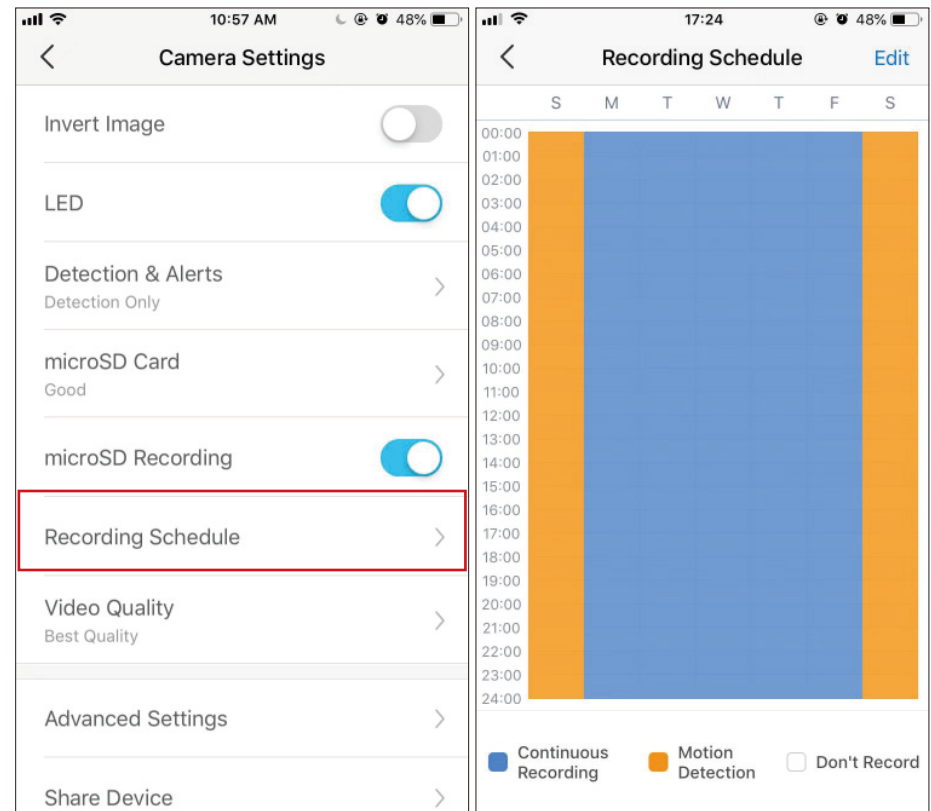 10:57 AM
48%
Camera Settings
Invert Image
LED
Detection & Alerts
Detection Only
microSD Card
Good
microSD Recording
Recording Schedule
Video Quality
Best Quality
Advanced Settings
Share Device
17:24
48%
Recording Schedule
Edit
S M T W T F S
00:00
01:00
02:00
03:00
04:00
05:00
06:00
07:00
08:00
09:00
10:00
11:00
12:00
13:00
14:00
15:00
16:00
17:00
18:00
19:00
20:00
21:00
22:00
23:00
24:00
Continuous
Recording
Motion
Detection
Don't Record